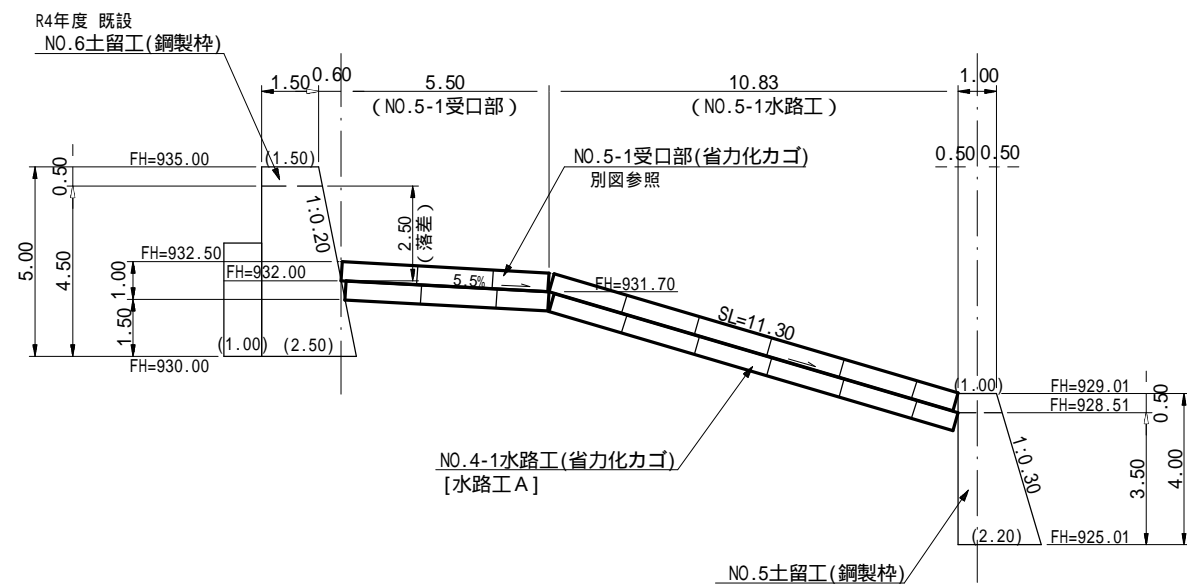 R4年度 既設
NO.6土留工(鋼製枠)
1.50
0.60
5.50
10.83
1.00
(NO.5-1受口部)
(NO.5-1水路工)
FH=935.00
(1.50)
NO.5-1受口部(省力化カゴ)
別図参照
0.50
0.50
0.50
5.00
4.50
1:0.20
2.50
(落差)
FH=932.50
FH=932.00
1.00
1.50
5.5%
FH=931.70
SL=11.30
(1.00)
(2.50)
FH=930.00
(1.00)
FH=929.01
FH=928.51
0.50
1:0.30
3.50
4.00
NO.4-1水路工(省力化カゴ)
[水路工A]
(2.20)
FH=925.01
NO.5土留工(鋼製枠)